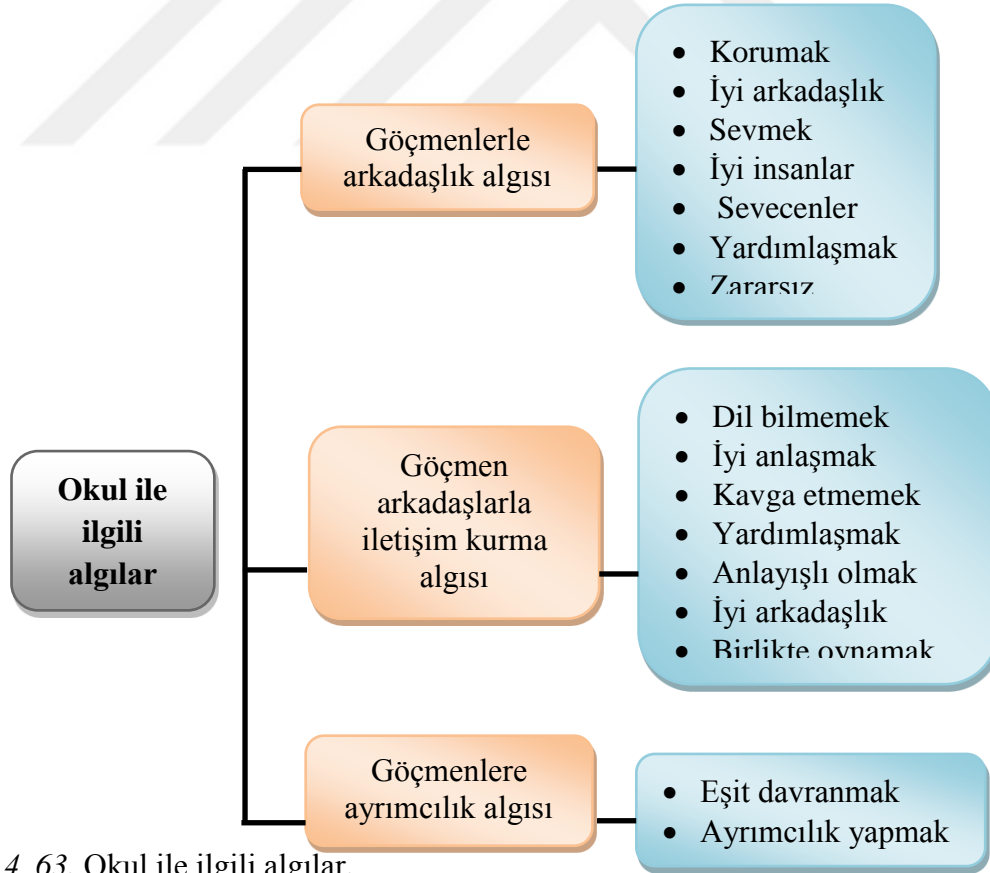 Okul ile
ilgili
algılar
Göçmenlerle
arkadaşlık algısı
• Korumak
• İyi arkadaşlık
• Sevmek
• İyi insanlar
• Sevecenler
• Yardımlaşmak
• Zararsız
Göçmen
arkadaşlarla
iletişim kurma
algısı
• Dil bilmemek
• İyi anlaşmak
• Kavga etmemek
• Yardımlaşmak
• Anlayışlı olmak
• İyi arkadaşlık
• Birlikte oynamak
Göçmenlere
ayrımcılık algısı
• Eşit davranmak
• Ayrımcılık yapmak
4. 63. Okul ile ilgili algılar.